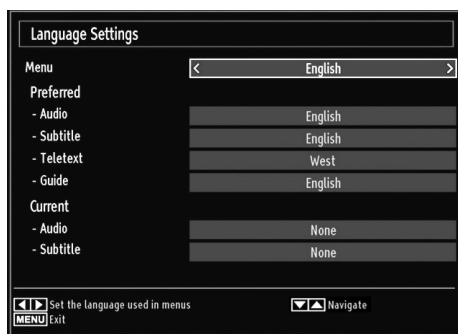 Language Settings
Menu < English >
Preferred
- Audio English
- Subtitle English
- Teletext West
- Guide English
Current
- Audio None
- Subtitle None
Set the language used in menus Navigate
MENU Exit